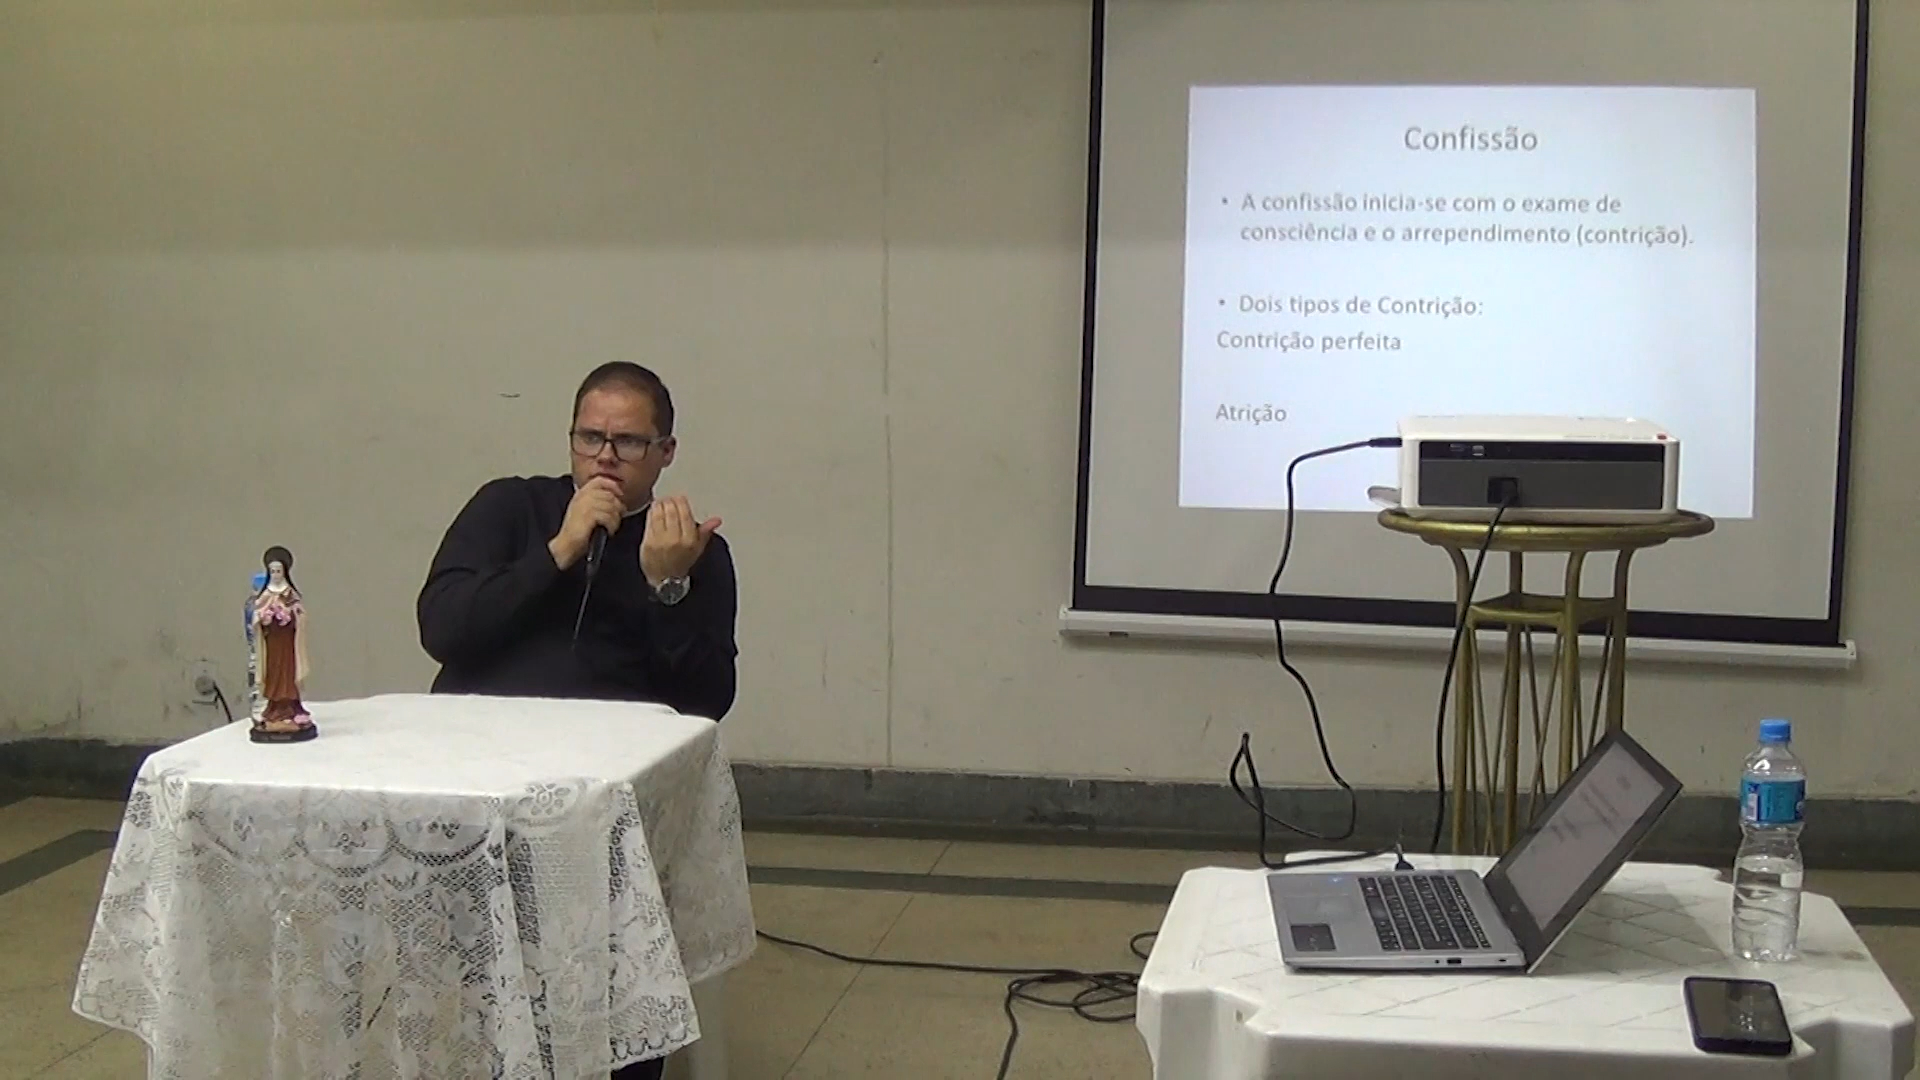 Confissão
• A confissão inicia-se com o exame de
consciência e o arrependimento (contrição).
• Dois tipos de Contrição:
Contrição perfeita
Atrição